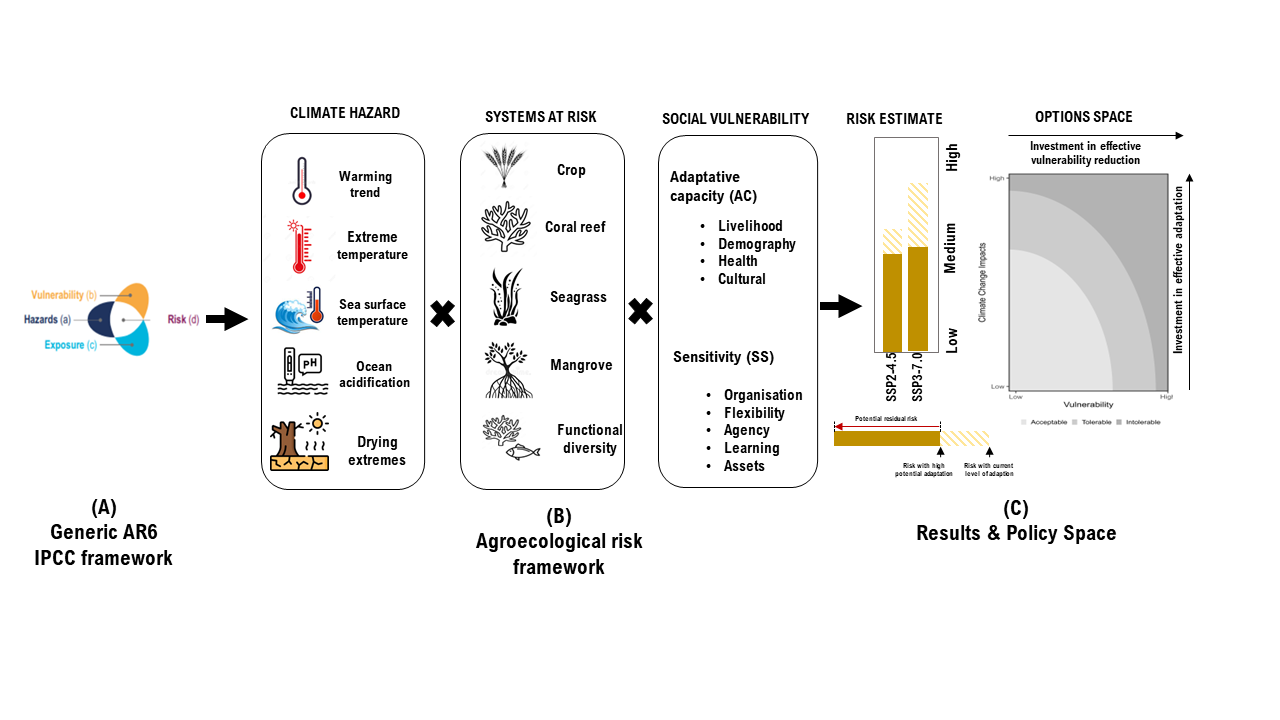 Vulnerability (b)
Hazards (a)
Exposure (c)
Risk (d)
(A)
Generic AR6
IPCC framework
CLIMATE HAZARD
Warming
trend
Extreme
temperature
Sea surface
temperature
pH
Ocean
acidification
Drying
extremes
SYSTEMS AT RISK
Crop
Coral reef
Seagrass
Mangrove
Functional
diversity
(B)
Agroecological risk
framework
SOCIAL VULNERABILITY
Adaptative
capacity (AC)
• Livelihood
• Demography
• Health
• Cultural
Sensitivity (SS)
• Organisation
• Flexibility
• Agency
• Learning
• Assets
RISK ESTIMATE
High
Medium
Low
SSP2-4.5
SSP3-7.0
Potential residual risk
Risk with high
potential adaptation
Risk with current
level of adaption
OPTIONS SPACE
Investment in effective
vulnerability reduction
Investment in effective adaptation
High
Climate Change Impacts
Low
Low
High
Vulnerability
Acceptable
Tolerable
Intolerable
(C)
Results & Policy Space